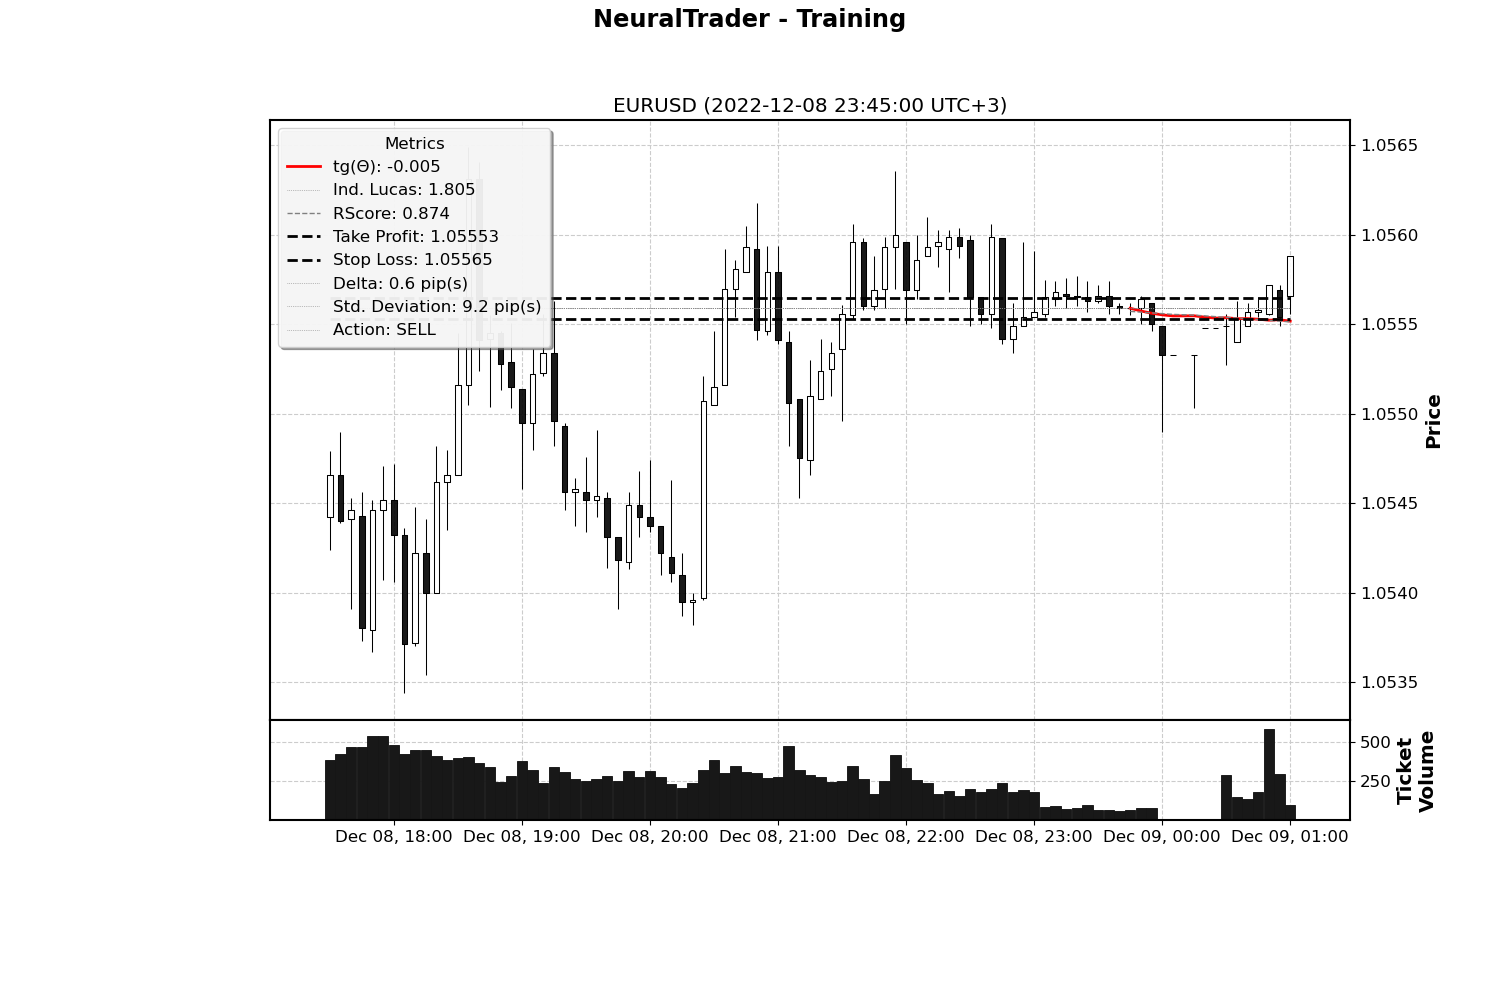 NeuralTrader - Training
EURUSD (2022-12-08 23:45:00 UTC+3)
Metrics
tg(Θ): -0.005
Ind. Lucas: 1.805
RScore: 0.874
Take Profit: 1.05553
Stop Loss: 1.05565
Delta: 0.6 pip(s)
Std. Deviation: 9.2 pip(s)
Action: SELL
1.0565
1.0560
1.0555
1.0550
1.0545
1.0540
1.0535
Price
500
250
Ticket
Volume
Dec 08, 18:00
Dec 08, 19:00
Dec 08, 20:00
Dec 08, 21:00
Dec 08, 22:00
Dec 08, 23:00
Dec 09, 00:00
Dec 09, 01:00